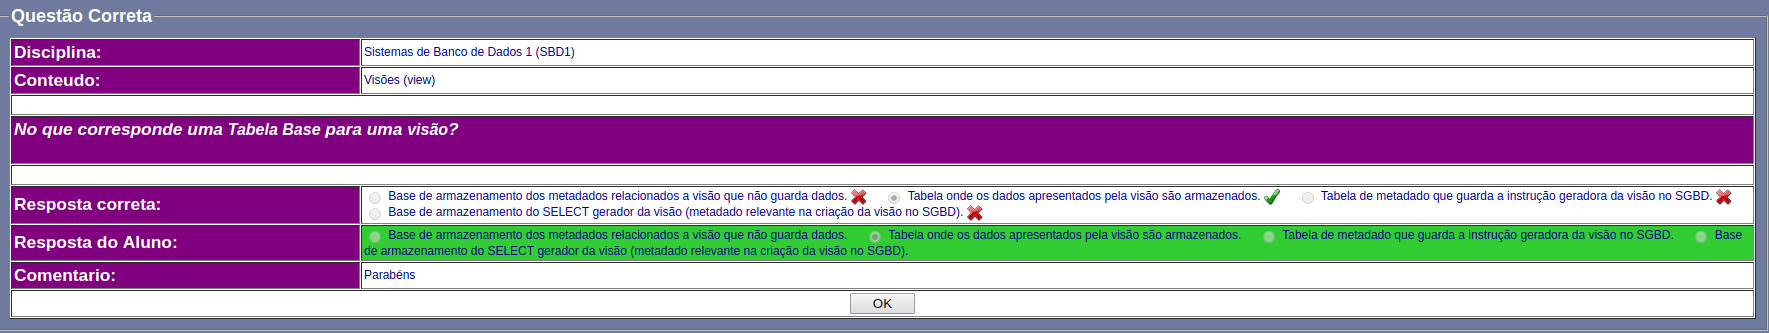 Questão Correta
Disciplina:
Sistemas de Banco de Dados 1 (SBD1)
Conteudo:
Visões (view)
No que corresponde uma Tabela Base para uma visão?
Resposta correta:
Base de armazenamento dos metadados relacionados a visão que não guarda dados. Tabela onde os dados apresentados pela visão são armazenados. Tabela de metadado que guarda a instrução geradora da visão no SGBD.
Base de armazenamento do SELECT gerador da visão (metadado relevante na criação da visão no SGBD).
Resposta do Aluno:
Base de armazenamento dos metadados relacionados a visão que não guarda dados. Tabela onde os dados apresentados pela visão são armazenados. Tabela de metadado que guarda a instrução geradora da visão no SGBD. Base
de armazenamento do SELECT gerador da visão (metadado relevante na criação da visão no SGBD).
Comentario:
Parabéns
OK